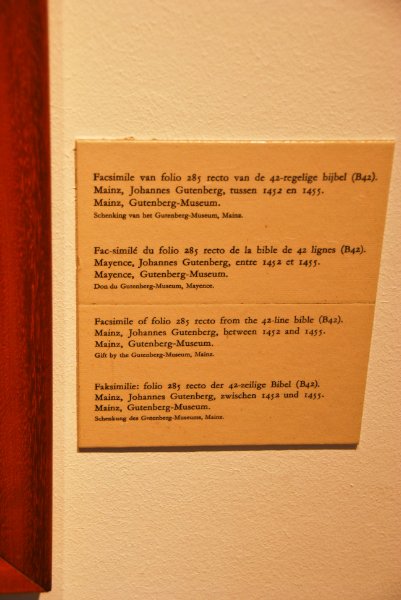 Facsimile van folio 285 recto van de 42-regelige bijbel (B42).
Mainz, Johannes Gutenberg, tussen 1452 en 1455.
Mainz, Gutenberg-Museum.
Schenking van het Gutenberg-Museum, Mainz.
Fac-similé du folio 285 recto de la bible de 42 lignes (B42).
Mayence, Johannes Gutenberg, entre 1452 et 1455.
Mayence, Gutenberg-Museum.
Don du Gutenberg-Museum, Mayence.
Facsimile of folio 285 recto from the 42-line bible (B42).
Mainz, Johannes Gutenberg, between 1452 and 1455.
Mainz, Gutenberg-Museum.
Gift by the Gutenberg-Museum, Mainz.
Faksimilie: folio 285 recto der 42-zeilige Bibel (B42).
Mainz, Johannes Gutenberg, zwischen 1452 und 1455.
Mainz, Gutenberg-Museum.
Schenkung des Gutenberg-Museums, Mainz.